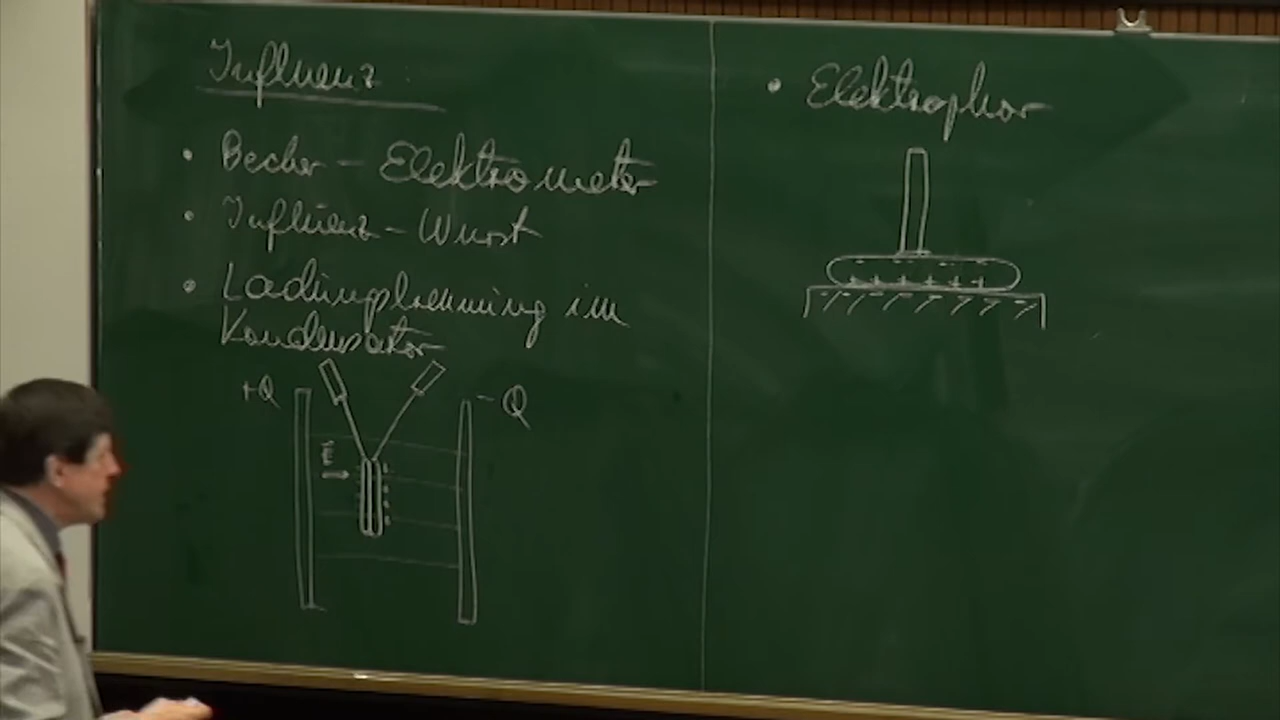 Influenz
• Becher – Elektrometer
• Influenz – Wurst
• Ladungstrennung im
Kondensator
+Q
– Q
E
• Elektrophor